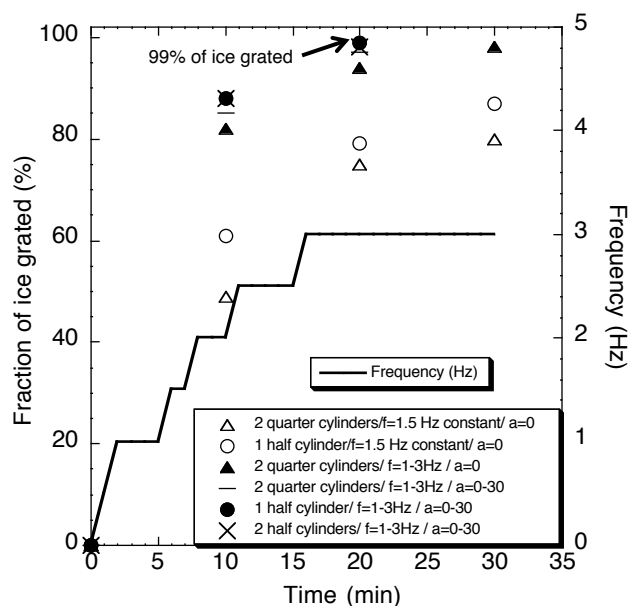 99% of ice grated
Fraction of ice grated (%)
100
80
60
40
20
0
5
4
3
2
1
0
Frequency (Hz)
Frequency (Hz)
2 quarter cylinders/f=1.5 Hz constant/ a=0
1 half cylinder/f=1.5 Hz constant/ a=0
2 quarter cylinders/ f=1-3Hz / a=0
2 quarter cylinders/ f=1-3Hz / a=0-30
1 half cylinder/ f=1-3Hz / a=0-30
2 half cylinders/ f=1-3Hz / a=0-30
0 5 10 15 20 25 30 35
Time (min)